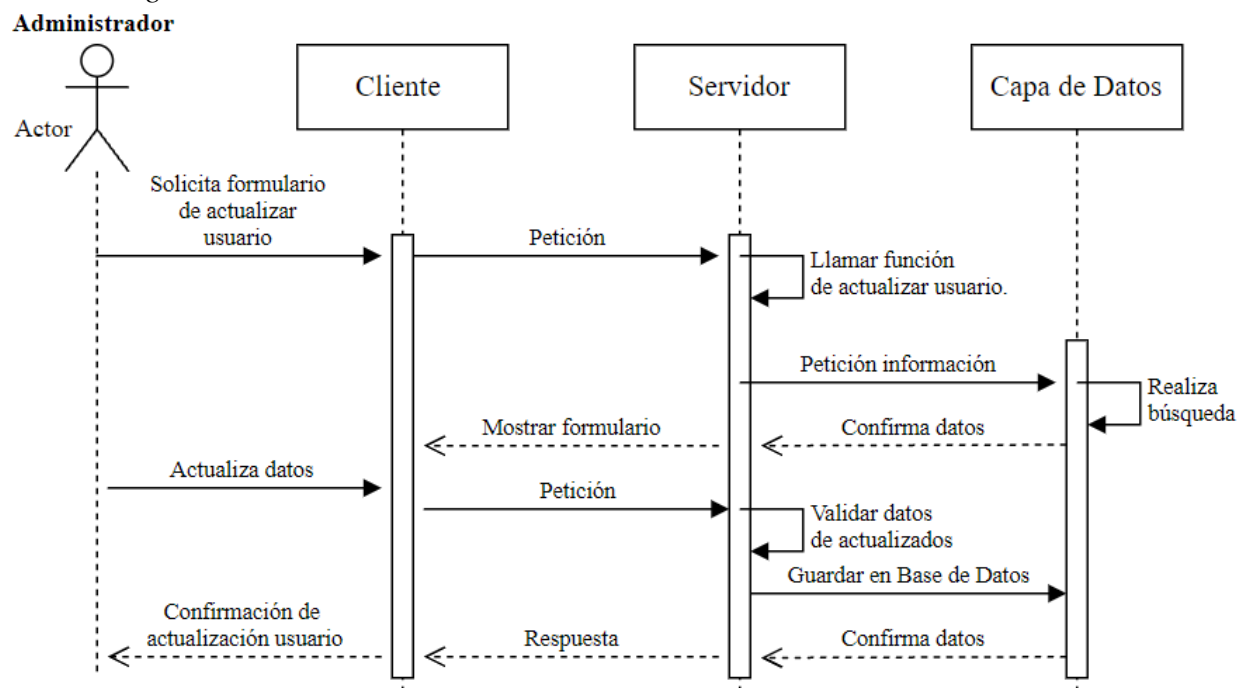 Administrador
Actor
Cliente
Servidor
Capa de Datos
Solicita formulario
de actualizar
usuario
Petición
Llamar función
de actualizar usuario.
Petición información
Realiza
búsqueda
Mostrar formulario
Confirma datos
Actualiza datos
Petición
Validar datos
de actualizados
Guardar en Base de Datos
Confirmación de
actualización usuario
Respuesta
Confirma datos